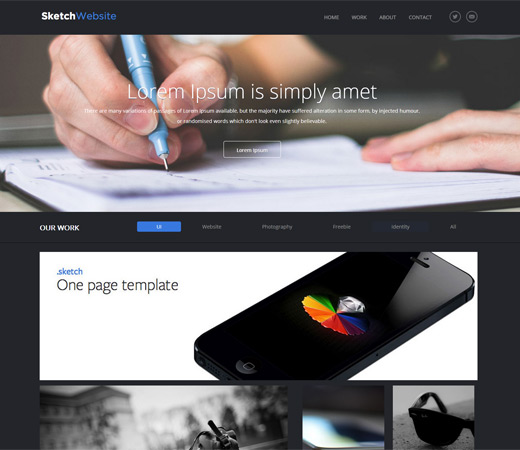 SketchWebsite
HOME WORK ABOUT CONTACT
Lorem Ipsum is simply amet
There are many variations of passages of Lorem Ipsum available, but the majority have suffered alteration in some form, by injected humour,
or randomised words which don't look even slightly believable.
Lorem Ipsum
OUR WORK UI Website Photography Freebie Identity All
.sketch
One page template